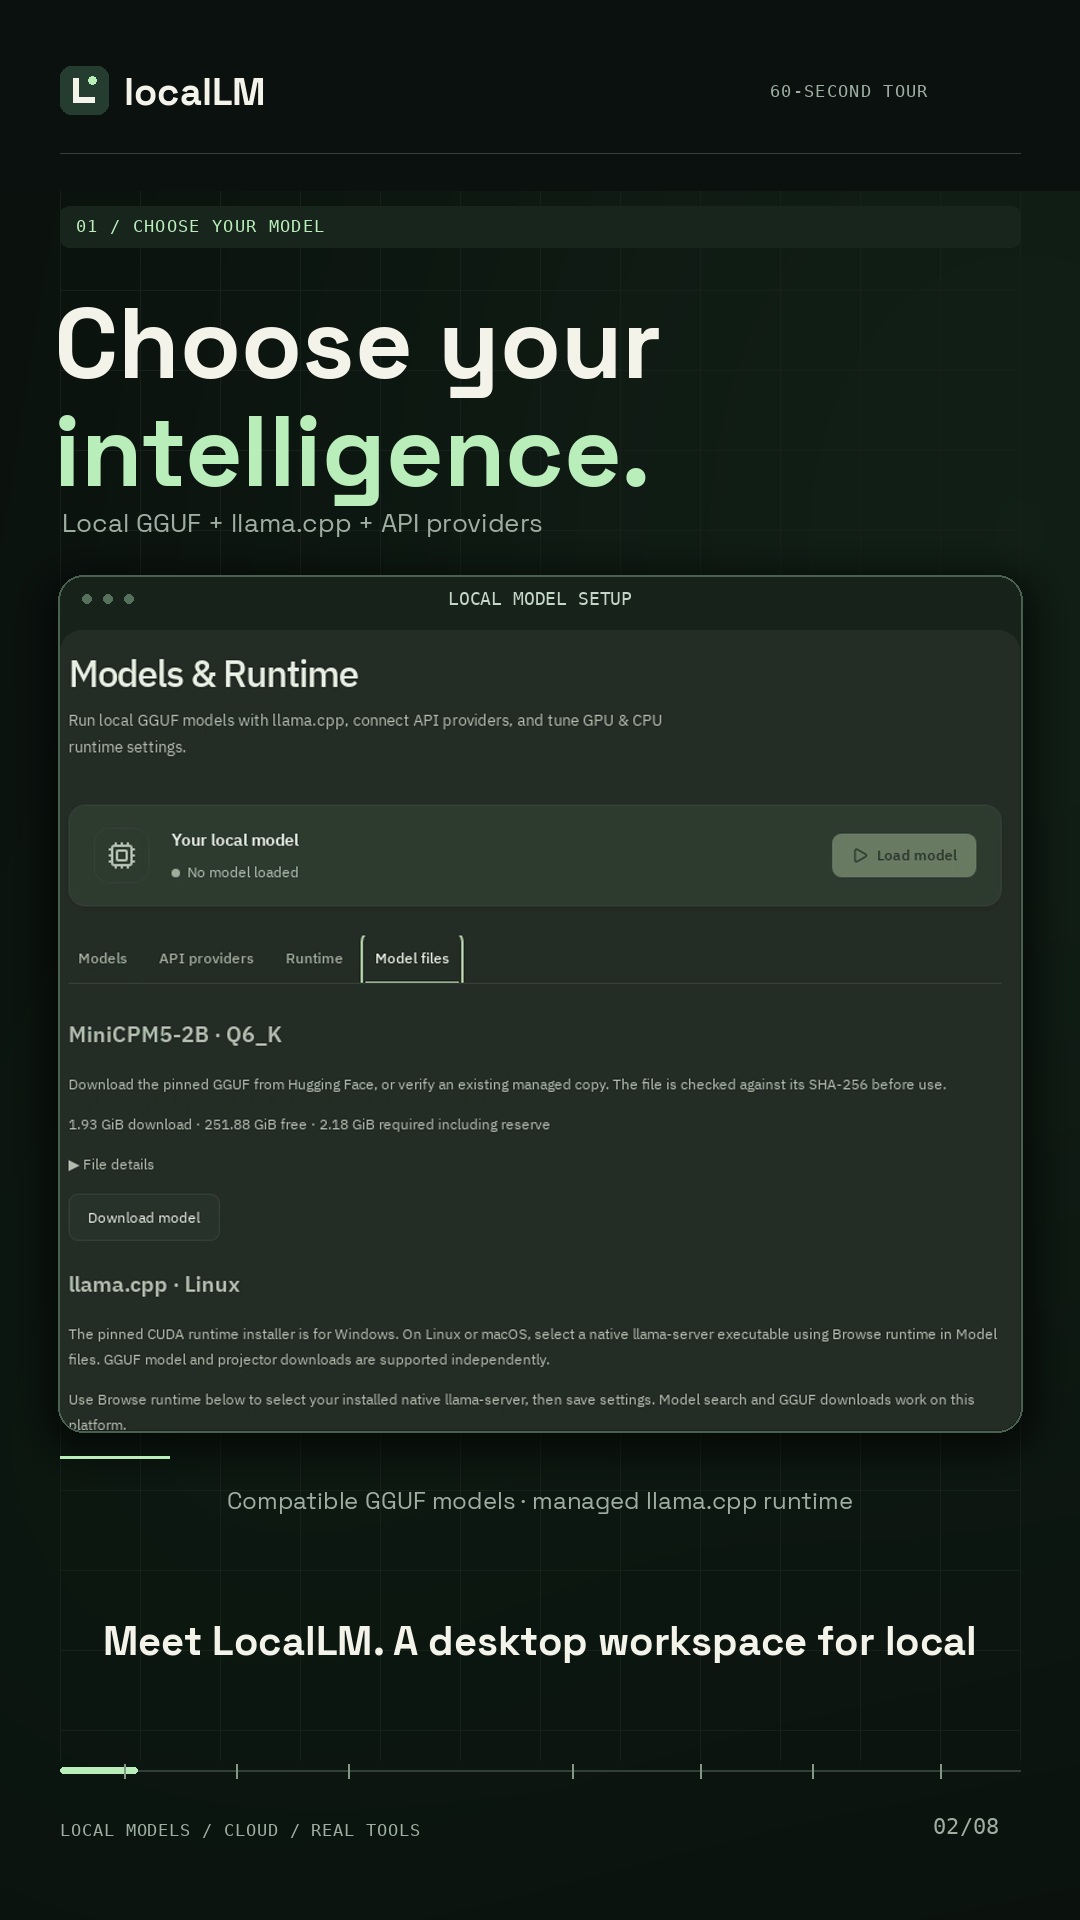 localLM
60-SECOND TOUR
01 / CHOOSE YOUR MODEL
Choose your
intelligence.
Local GGUF + llama.cpp + API providers
LOCAL MODEL SETUP
Models & Runtime
Run local GGUF models with llama.cpp, connect API providers, and tune GPU & CPU
runtime settings.
Your local model
No model loaded
Load model
Models API providers Runtime Model files
MiniCPM5-2B · Q6_K
Download the pinned GGUF from Hugging Face, or verify an existing managed copy. The file is checked against its SHA-256 before use.
1.93 GiB download · 251.88 GiB free · 2.18 GiB required including reserve
▶ File details
Download model
llama.cpp · Linux
The pinned CUDA runtime installer is for Windows. On Linux or macOS, select a native llama-server executable using Browse runtime in Model
files. GGUF model and projector downloads are supported independently.
Use Browse runtime below to select your installed native llama-server, then save settings. Model search and GGUF downloads work on this
platform.
Compatible GGUF models · managed llama.cpp runtime
Meet LocalLM. A desktop workspace for local
LOCAL MODELS / CLOUD / REAL TOOLS
02/08